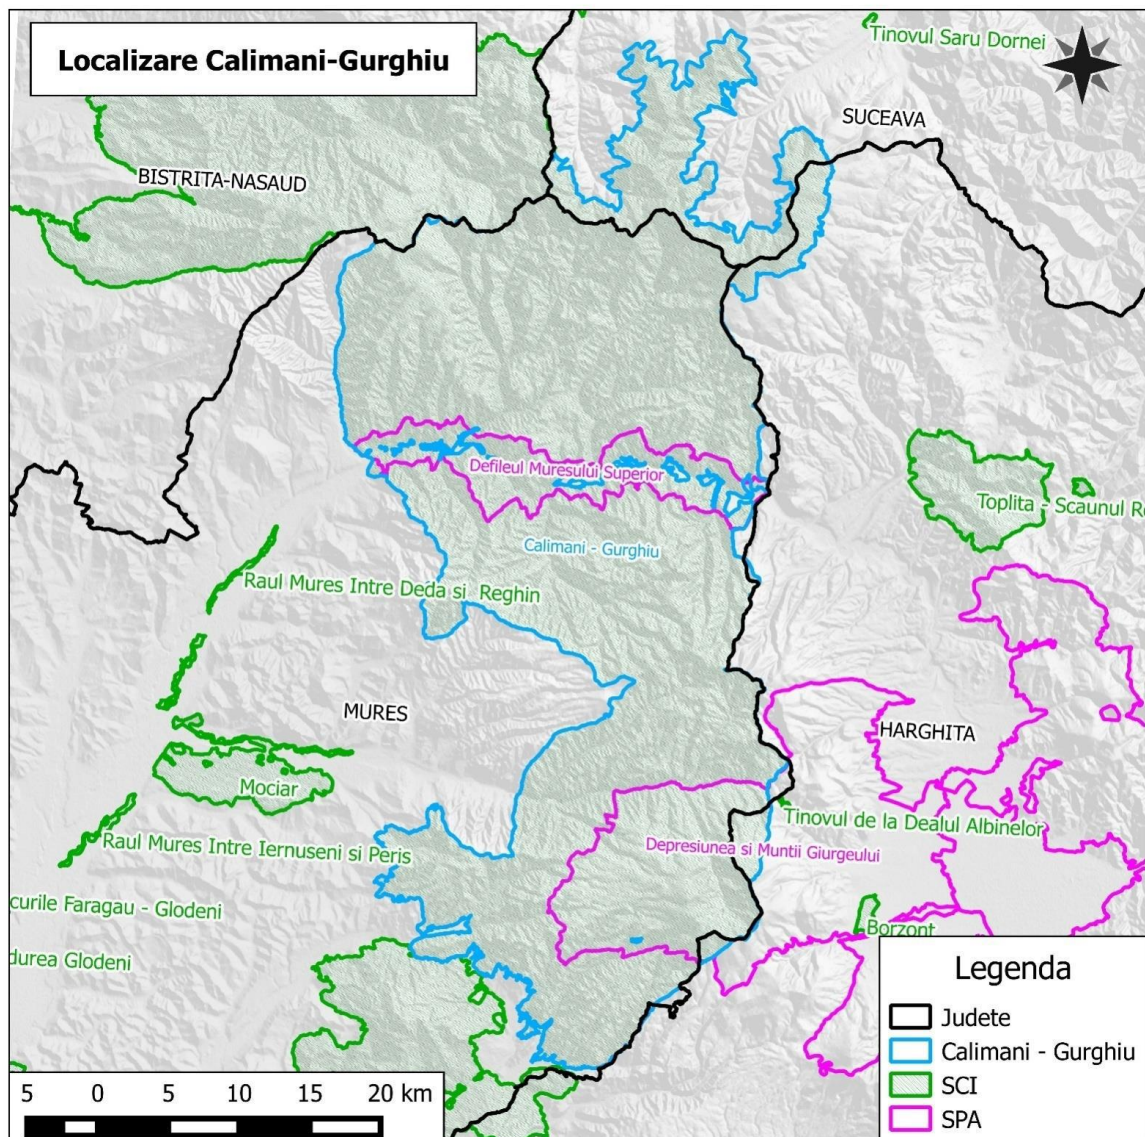 Localizare Calimani-Gurghiu
Tinovul Saru Dornei
SUCEAVA
BISTRITA-NASAUD
Defileul Muresului Superior
Toplita - Scaunul
Calimani - Gurghiu
Raul Mures Intre Deda si Reghin
MURES
HARGHITA
Mociar
Tinovul de la Dealul Albinelor
Raul Mures Intre Iernuseni si Peris
Depresiunea si Muntii Giurgeului
curile Faragau - Glodeni
Borzont
durea Glodeni
Legenda
Judete
Calimani - Gurghiu
SCI
SPA
5 0 5 10 15 20 km